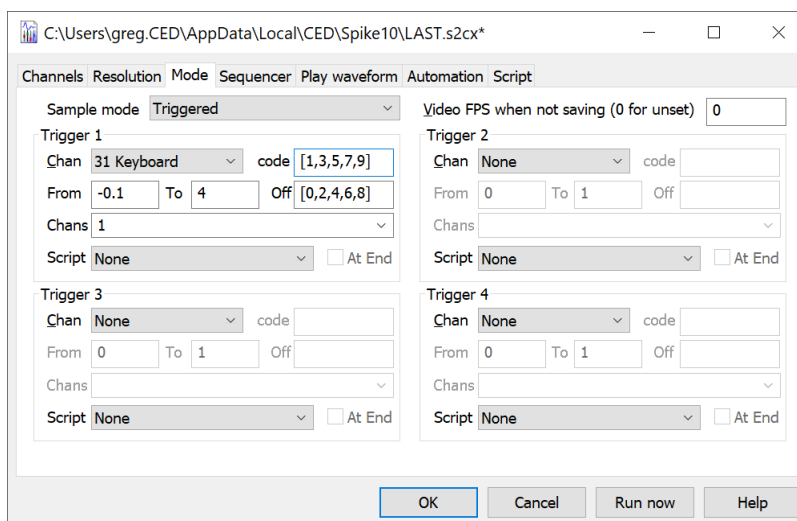 C:\Users\greg.CED\AppData\Local\CED\Spike10\LAST.s2cx*
Channels Resolution Mode Sequencer Play waveform Automation Script
Sample mode Triggered Video FPS when not saving (0 for unset) 0
Trigger 1
Chan 31 Keyboard code [1,3,5,7,9]
From -0.1 To 4 Off [0,2,4,6,8]
Chans 1
Script None At End
Trigger 2
Chan None code
From 0 To 1 Off
Chans
Script None At End
Trigger 3
Chan None code
From 0 To 1 Off
Chans
Script None At End
Trigger 4
Chan None code
From 0 To 1 Off
Chans
Script None At End
OK Cancel Run now Help